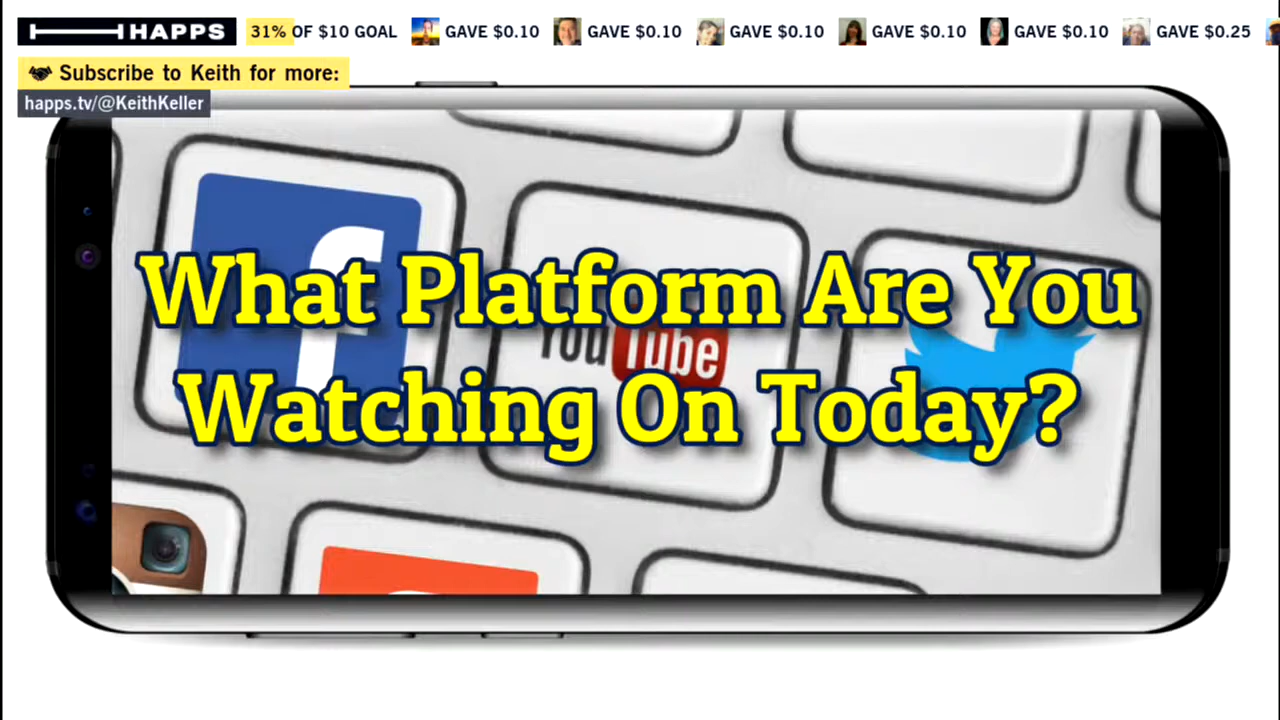 HAPPS 31% OF $10 GOAL GAVE $0.10 GAVE $0.10 GAVE $0.10 GAVE $0.10 GAVE $0.10 GAVE $0.25
Subscribe to Keith for more:
happs.tv/@KeithKeller
f
What Platform Are You
You Tube
Watching On Today?